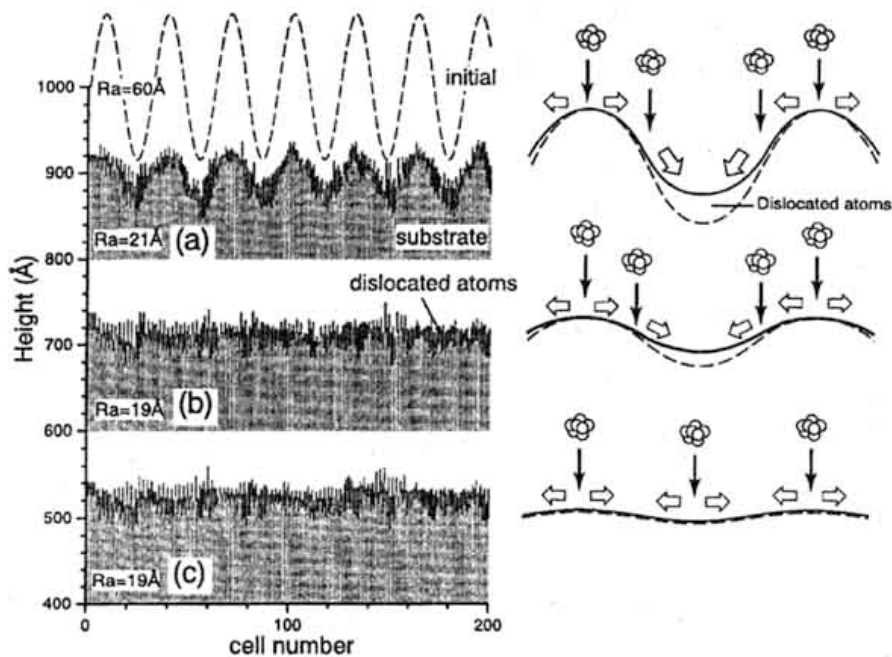 1000
900
800
700
600
500
400
Height (Å)
Ra=60Å
initial
Ra=21Å
(a)
substrate
dislocated atoms
Ra=19Å
(b)
Ra=19Å
(c)
0
100
200
cell number
Dislocated atoms